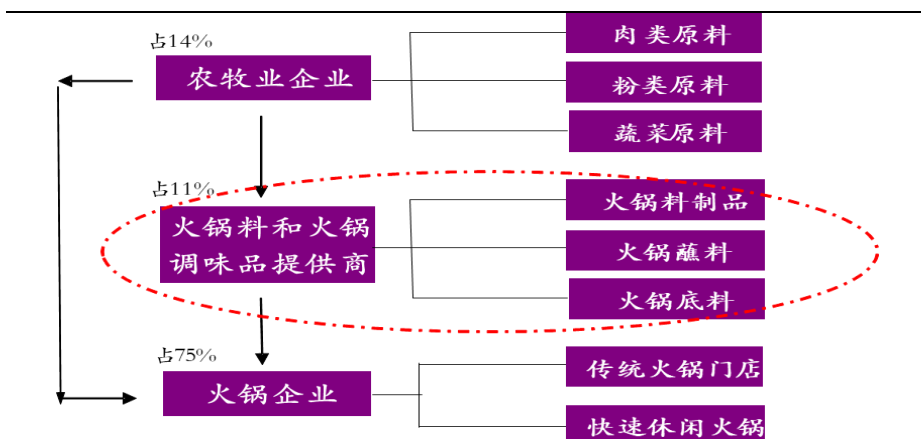 占14%
农牧业企业
肉类原料
粉类原料
蔬菜原料
占11%
火锅料和火锅
调味品提供商
火锅料制品
火锅蘸料
火锅底料
占75%
火锅企业
传统火锅门店
快速休闲火锅